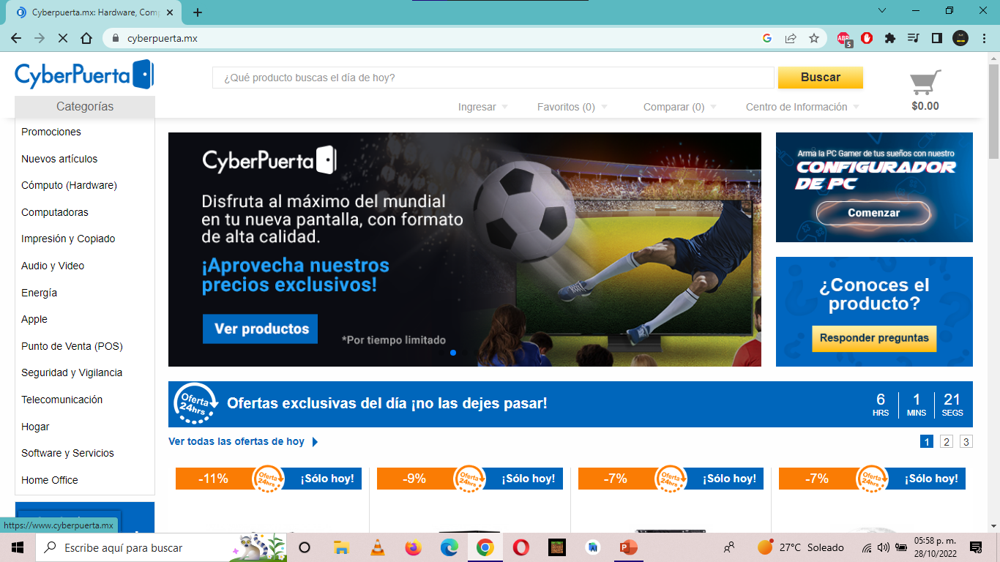 Cyberpuerta.mx: Hardware, Comp
cyberpuerta.mx
ABP
5
CyberPuerta
¿Qué producto buscas el día de hoy?
Buscar
$0.00
Ingresar
Favoritos (0)
Comparar (0)
Centro de Información
Categorías
Promociones
Nuevos artículos
Cómputo (Hardware)
Computadoras
Impresión y Copiado
Audio y Video
Energía
Apple
Punto de Venta (POS)
Seguridad y Vigilancia
Telecomunicación
Hogar
Software y Servicios
Home Office
CyberPuerta
Disfruta al máximo del mundial
en tu nueva pantalla, con formato
de alta calidad.
¡Aprovecha nuestros
precios exclusivos!
Ver productos
*Por tiempo limitado
Arma la PC Gamer de tus sueños con nuestro
CONFIGURADOR
DE PC
Comenzar
¿Conoces el
producto?
Responder preguntas
Oferta
24hrs
Ofertas exclusivas del día ¡no las dejes pasar!
6 1 21
HRS MINS SEGS
Ver todas las ofertas de hoy
1 2 3
-11% Oferta 24hrs ¡Sólo hoy!
-9% Oferta 24hrs ¡Sólo hoy!
-7% Oferta 24hrs ¡Sólo hoy!
-7% Oferta 24hrs ¡Sólo hoy!
https://www.cyberpuerta.mx
Escribe aquí para buscar
27°C Soleado
05:58 p. m.
28/10/2022